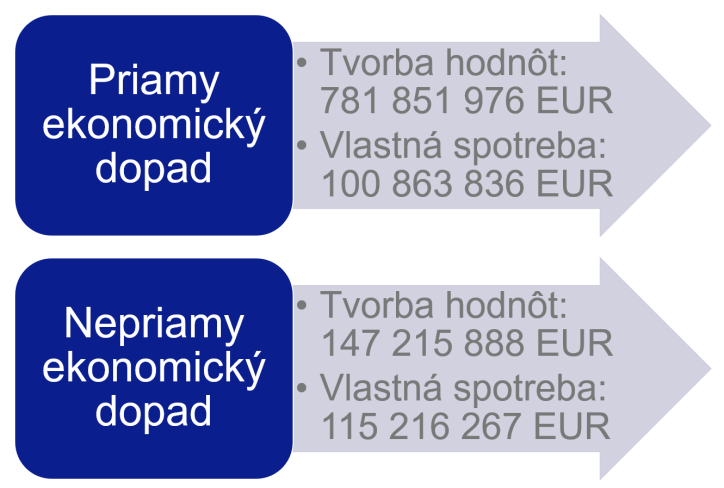 Priamy
ekonomický
dopad
• Tvorba hodnôt:
781 851 976 EUR
• Vlastná spotreba:
100 863 836 EUR
Nepriamy
ekonomický
dopad
• Tvorba hodnôt:
147 215 888 EUR
• Vlastná spotreba:
115 216 267 EUR